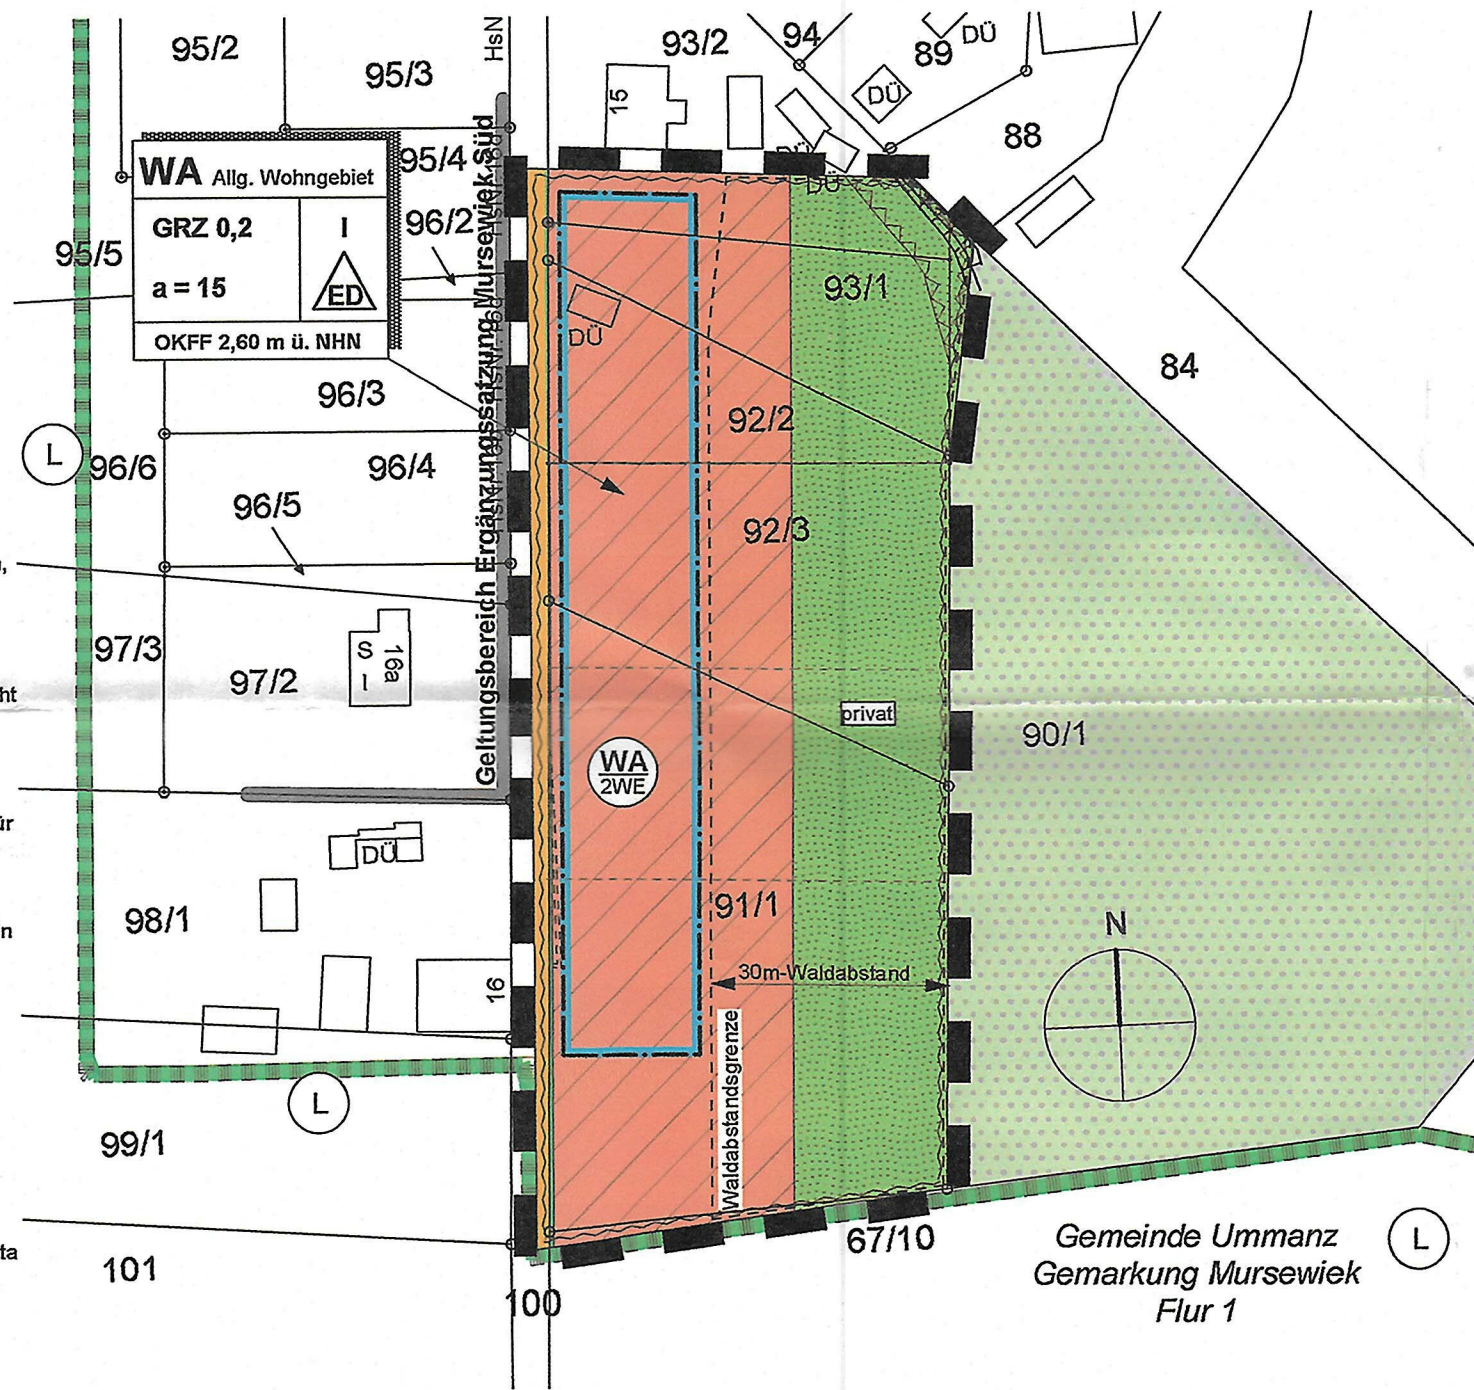 95/2
95/3
HsN
93/2
94
89
DÜ
15
DÜ
88
WA Allg. Wohngebiet
GRZ 0,2
I
a = 15
ED
OKFF 2,60 m ü. NHN
95/4
96/2
95/5
DÜ
93/1
DÜ
84
96/3
92/2
L
96/6
96/4
96/5
92/3
Geltungsbereich Ergänzungssatzung Mursewiek Süd
97/3
S I
16a
97/2
ht
privat
90/1
WA
2WE
ür
DÜ
98/1
91/1
n
N
16
30m-Waldabstand
Waldabstandsgrenze
L
99/1
ta
101
67/10
100
Gemeinde Ummanz
Gemarkung Mursewiek
Flur 1
L